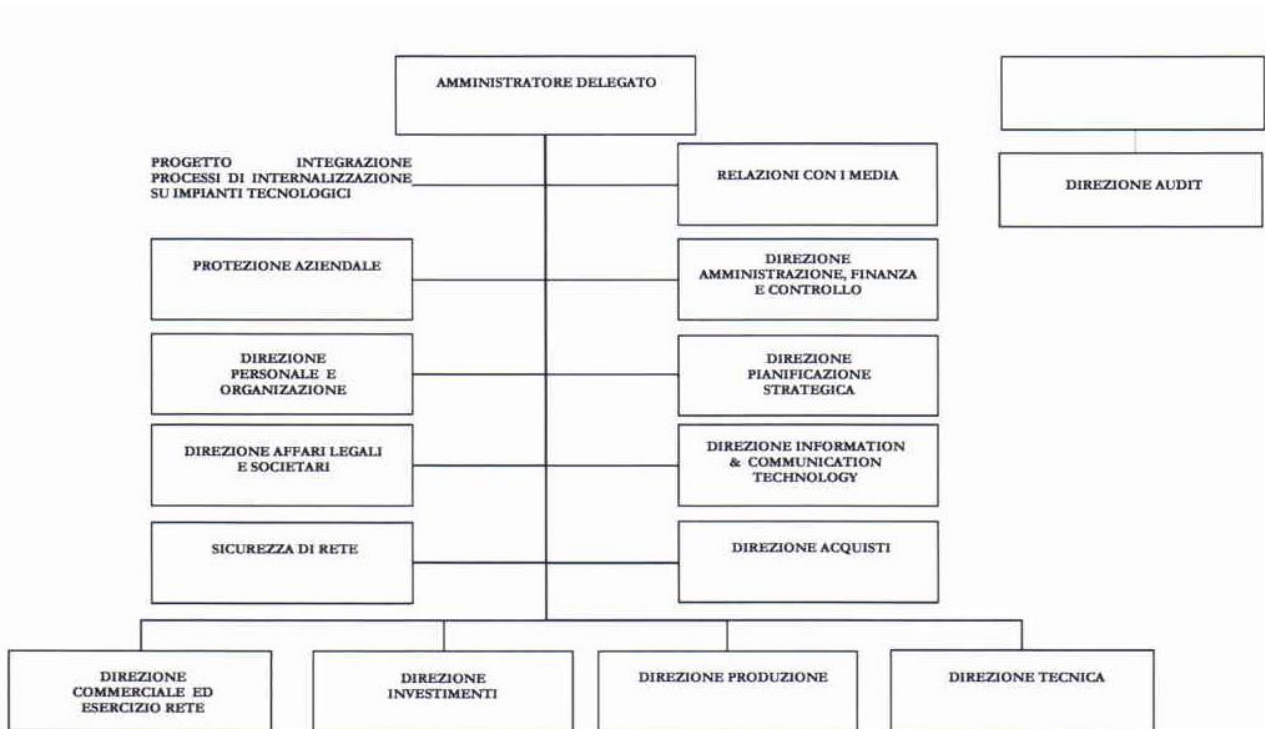 AMMINISTRATORE DELEGATO
PROGETTO INTEGRAZIONE
PROCESSI DI INTERNALIZZAZIONE
SU IMPIANTI TECNOLOGICI
RELAZIONI CON I MEDIA
DIREZIONE AUDIT
PROTEZIONE AZIENDALE
DIREZIONE
AMMINISTRAZIONE, FINANZA
E CONTROLLO
DIREZIONE
PERSONALE E
ORGANIZZAZIONE
DIREZIONE
PIANIFICAZIONE
STRATEGICA
DIREZIONE AFFARI LEGALI
E SOCIETARI
DIREZIONE INFORMATION
& COMMUNICATION
TECHNOLOGY
SICUREZZA DI RETE
DIREZIONE ACQUISTI
DIREZIONE
COMMERCIALE ED
ESERCIZIO RETE
DIREZIONE
INVESTIMENTI
DIREZIONE PRODUZIONE
DIREZIONE TECNICA